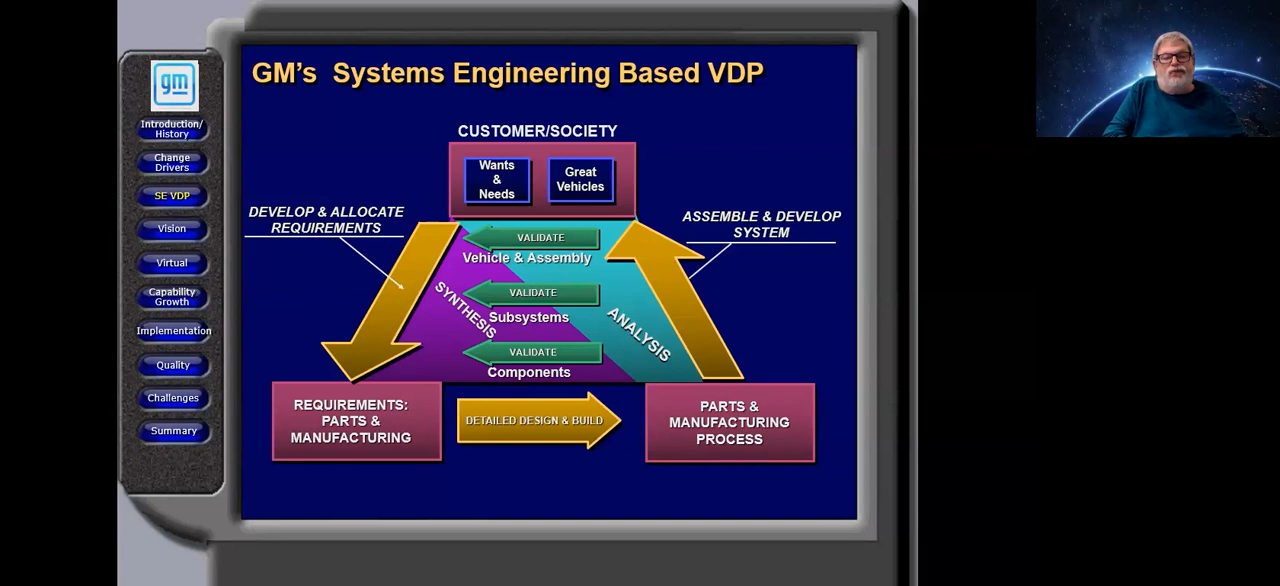 gm
Introduction/
History
Change
Drivers
SE VDP
Vision
Virtual
Capability
Growth
Implementation
Quality
Challenges
Summary
GM's Systems Engineering Based VDP
CUSTOMER/SOCIETY
Wants
&
Needs
Great
Vehicles
DEVELOP & ALLOCATE
REQUIREMENTS
ASSEMBLE & DEVELOP
SYSTEM
VALIDATE
Vehicle & Assembly
VALIDATE
Subsystems
VALIDATE
Components
SYNTHESIS
ANALYSIS
REQUIREMENTS:
PARTS &
MANUFACTURING
DETAILED DESIGN & BUILD
PARTS &
MANUFACTURING
PROCESS